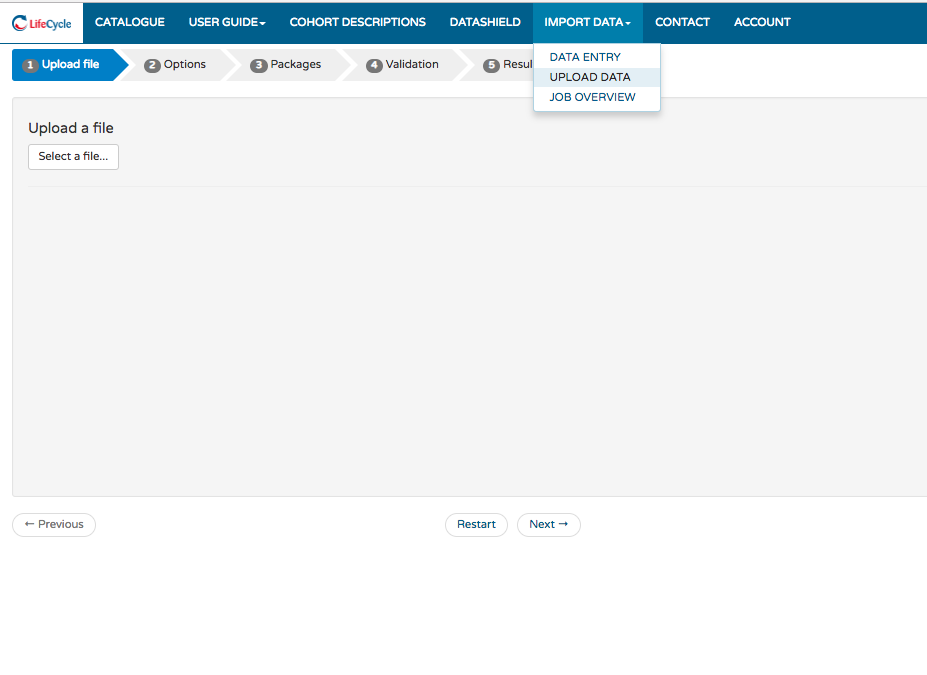 LifeCycle CATALOGUE USER GUIDE COHORT DESCRIPTIONS DATASHIELD IMPORT DATA CONTACT ACCOUNT
DATA ENTRY
UPLOAD DATA
JOB OVERVIEW
1 Upload file 2 Options 3 Packages 4 Validation 5 Resul
Upload a file
Select a file...
← Previous Restart Next →